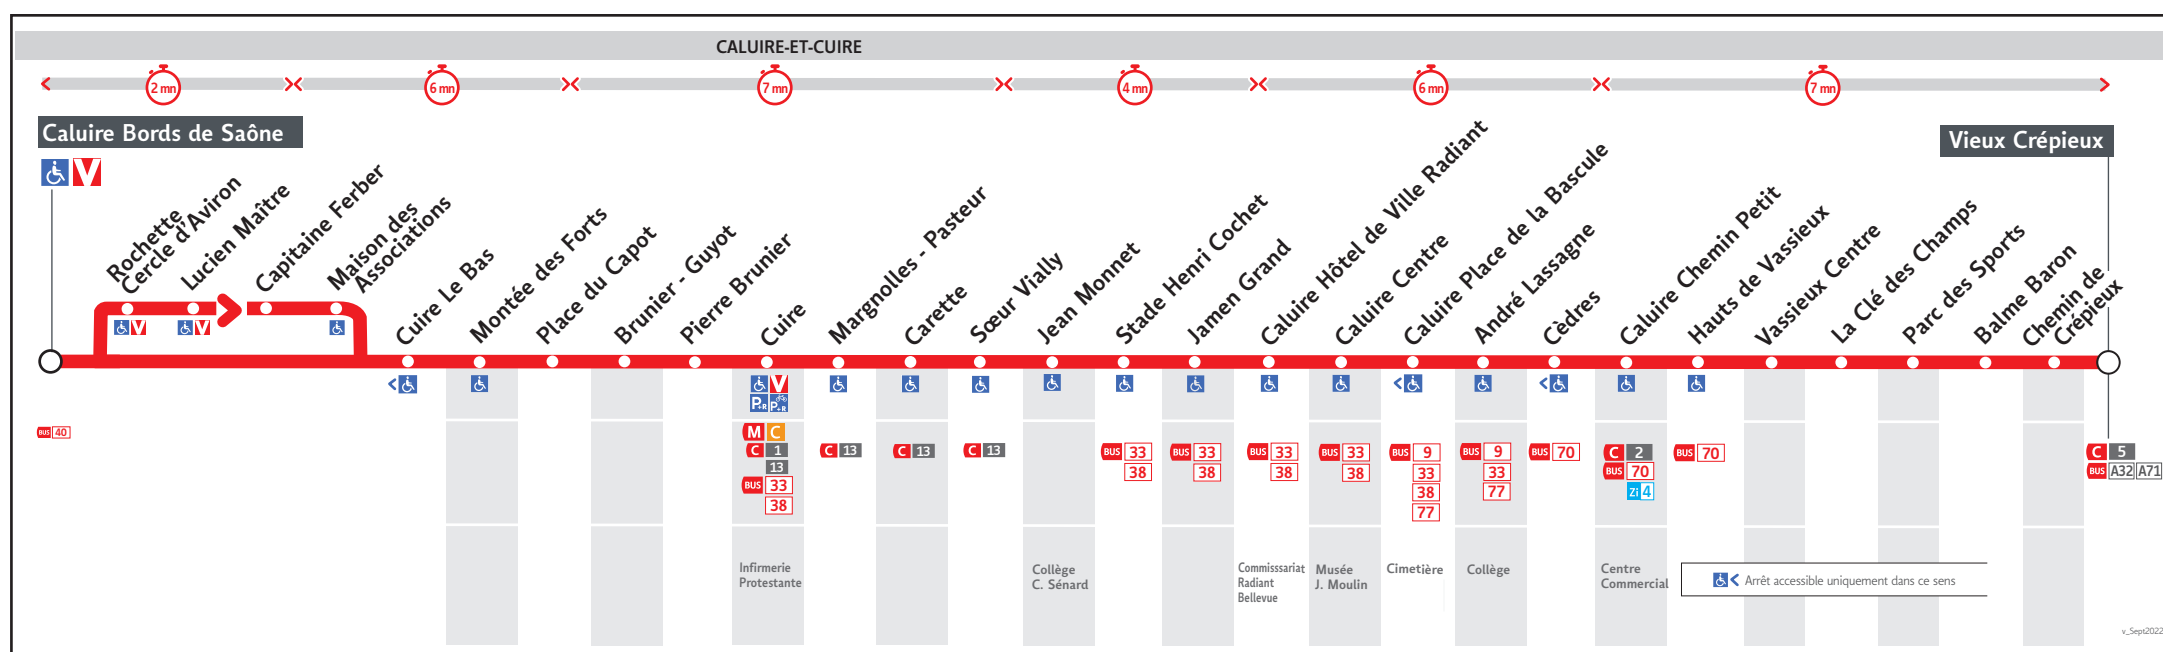 CALUIRE-ET-CUIRE
2 mn
6 mn
7 mn
4 mn
6 mn
7 mn
Caluire Bords de Saône
Vieux Crépieux
V
Rochette
Cercle d'Aviron
Lucien Maître
Capitaine Ferber
Maison des
Associations
Cuire Le Bas
Montée des Forts
Place du Capot
Brunier - Guyot
Pierre Brunier
Cuire
Margnolles - Pasteur
Carette
Sœur Vially
Jean Monnet
Stade Henri Cochet
Jamen Grand
Caluire Hôtel de Ville Radiant
Caluire Centre
Caluire Place de la Bascule
André Lassagne
Cèdres
Caluire Chemin Petit
Hauts de Vassieux
Vassieux Centre
La Clé des Champs
Parc des Sports
Balme Baron
Chemin de
Crépieux
V
V
V
P+R P+R
BUS 40
M C
C 1
13
BUS 33
38
C 13
C 13
C 13
BUS 33
38
BUS 33
38
BUS 33
38
BUS 33
38
BUS 9
33
38
77
BUS 9
33
77
BUS 70
C 2
BUS 70
Zi 4
BUS 70
C 5
BUS A32 A71
Infirmerie
Protestante
Collège
C. Sénard
Commisssariat
Radiant
Bellevue
Musée
J. Moulin
Cimetière
Collège
Centre
Commercial
Arrêt accessible uniquement dans ce sens
v_Sept2022